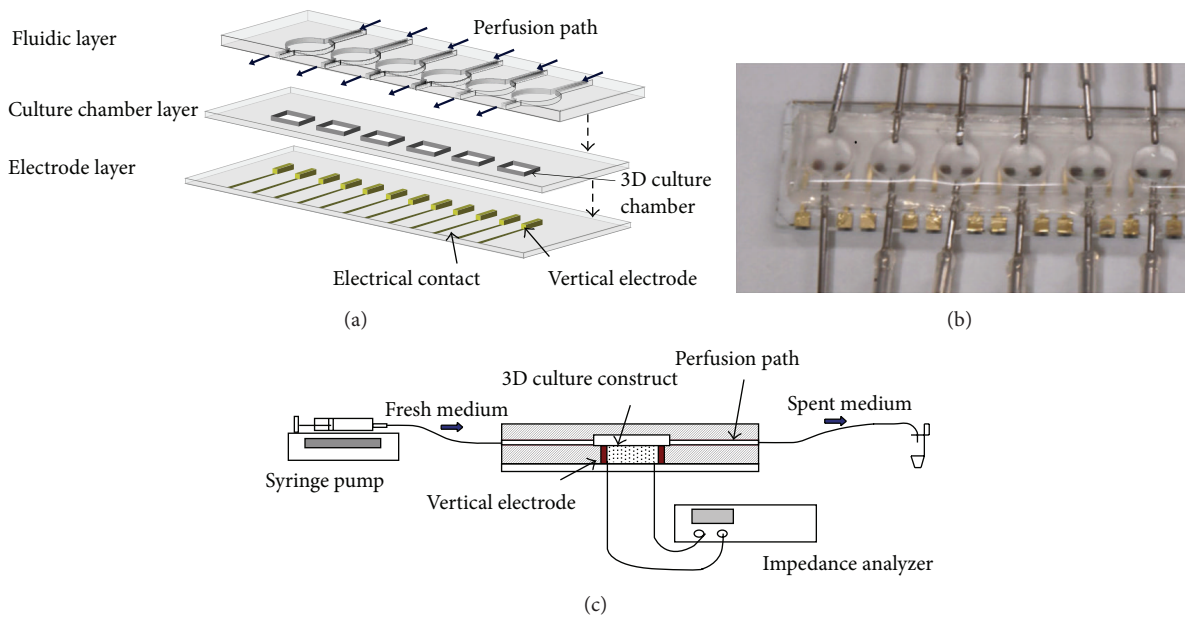 Fluidic layer
Perfusion path
Culture chamber layer
Electrode layer
3D culture
chamber
Electrical contact
Vertical electrode
(a)
(b)
Perfusion path
3D culture construct
Fresh medium
Spent medium
Syringe pump
Vertical electrode
Impedance analyzer
(c)